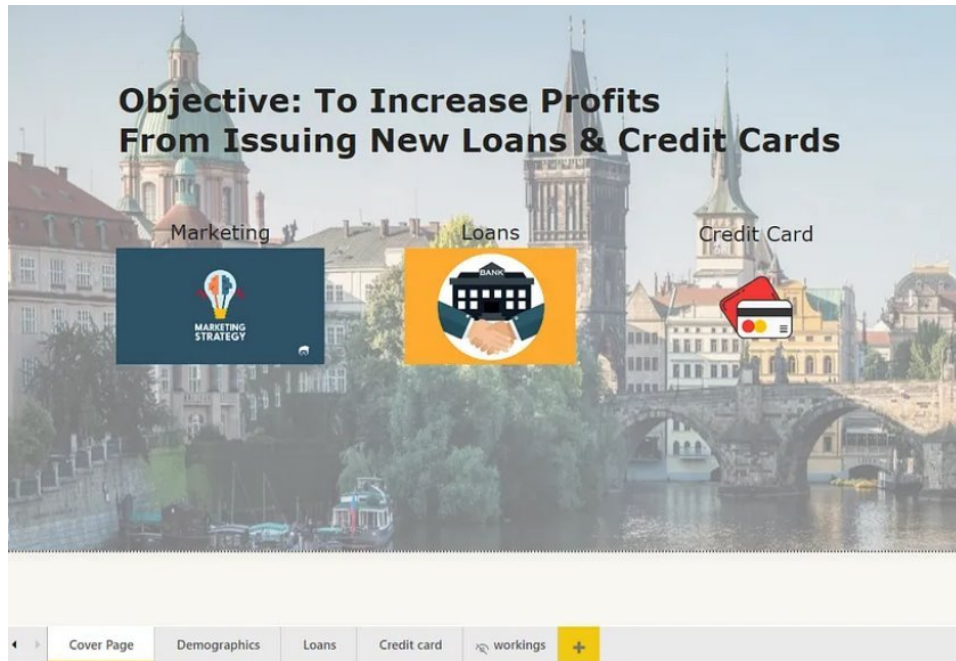 Objective: To Increase Profits
From Issuing New Loans & Credit Cards
Marketing
Loans
Credit Card
MARKETING
STRATEGY
BANK
Cover Page
Demographics
Loans
Credit card
workings
+